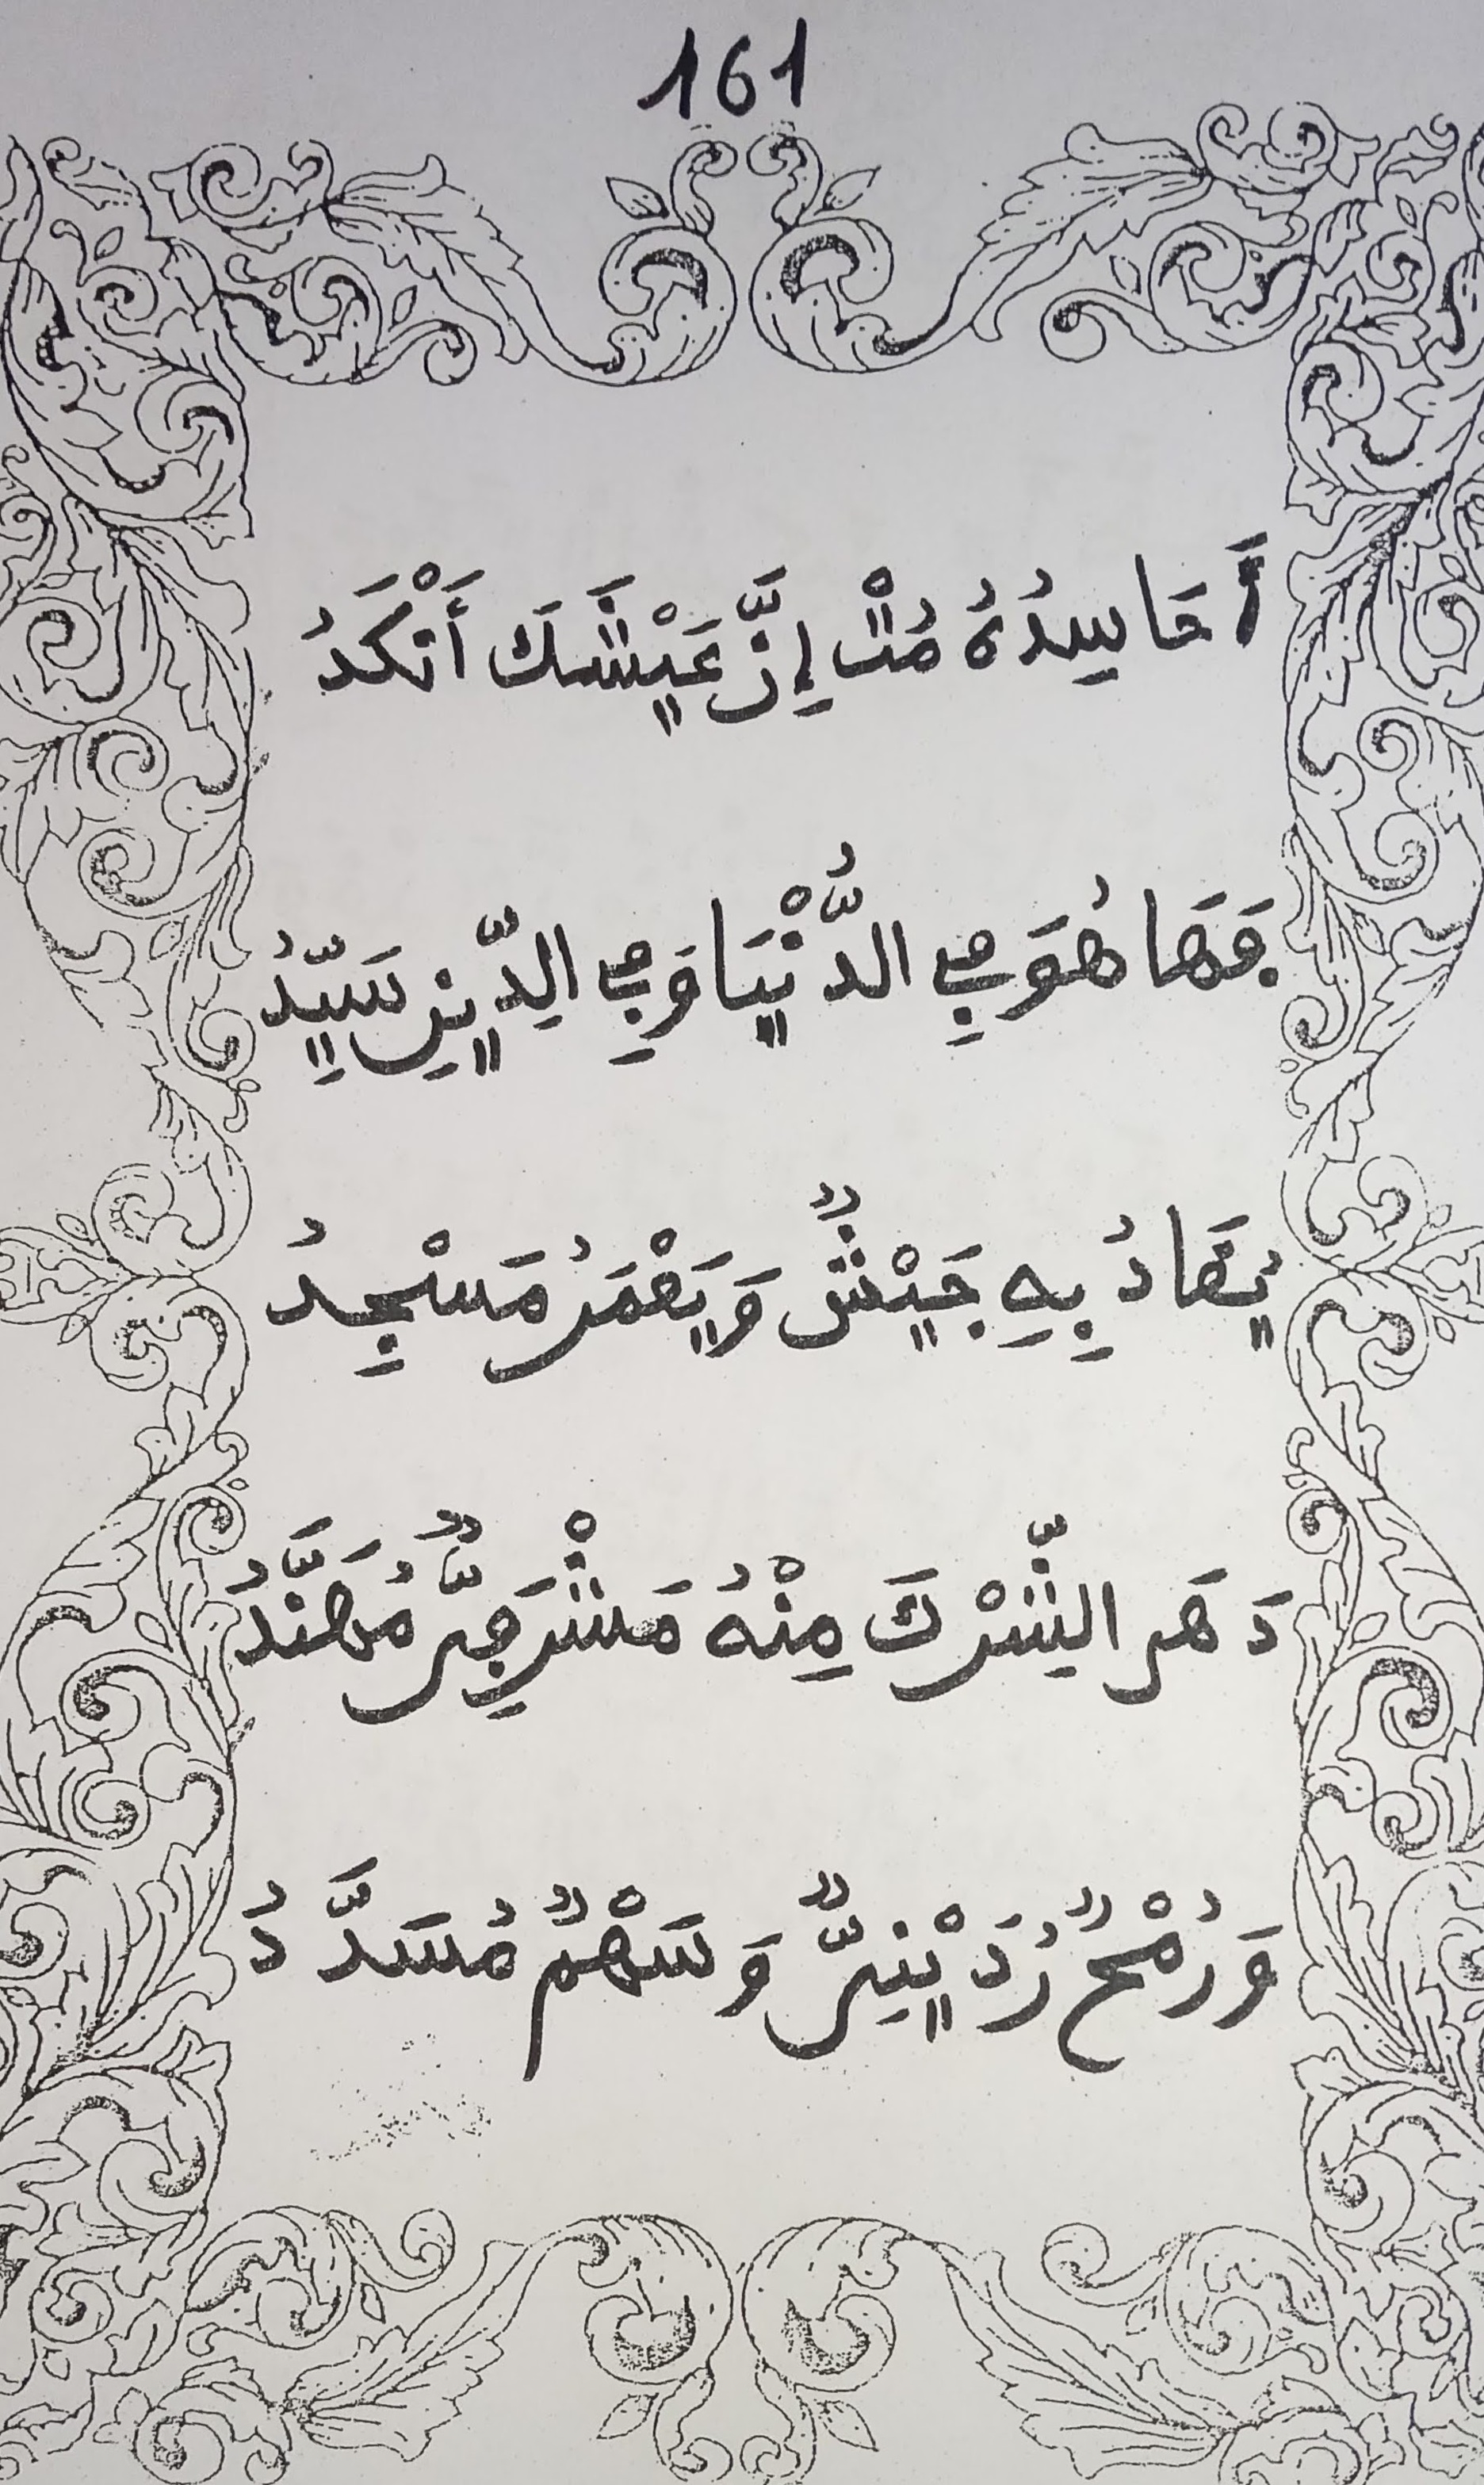 161
أَحَاسِدُهُ مُتْ إِنَّ عَيْشَكَ أَنْكَدُ
فَهَا هُوَ فِي الدُّنْيَا وَفِي الدِّينِ سَيِّدُ
يُقَادُ بِهِ جَيْشٌ وَيَعْمَرُ مَسْجِدُ
دَهَى الشِّرْكَ مِنْهُ مَشْرَفِيٌّ مُهَنَّدُ
وَرُمْحٌ رُدَيْنِيٌّ وَسَهْمٌ مُسَدَّدُ